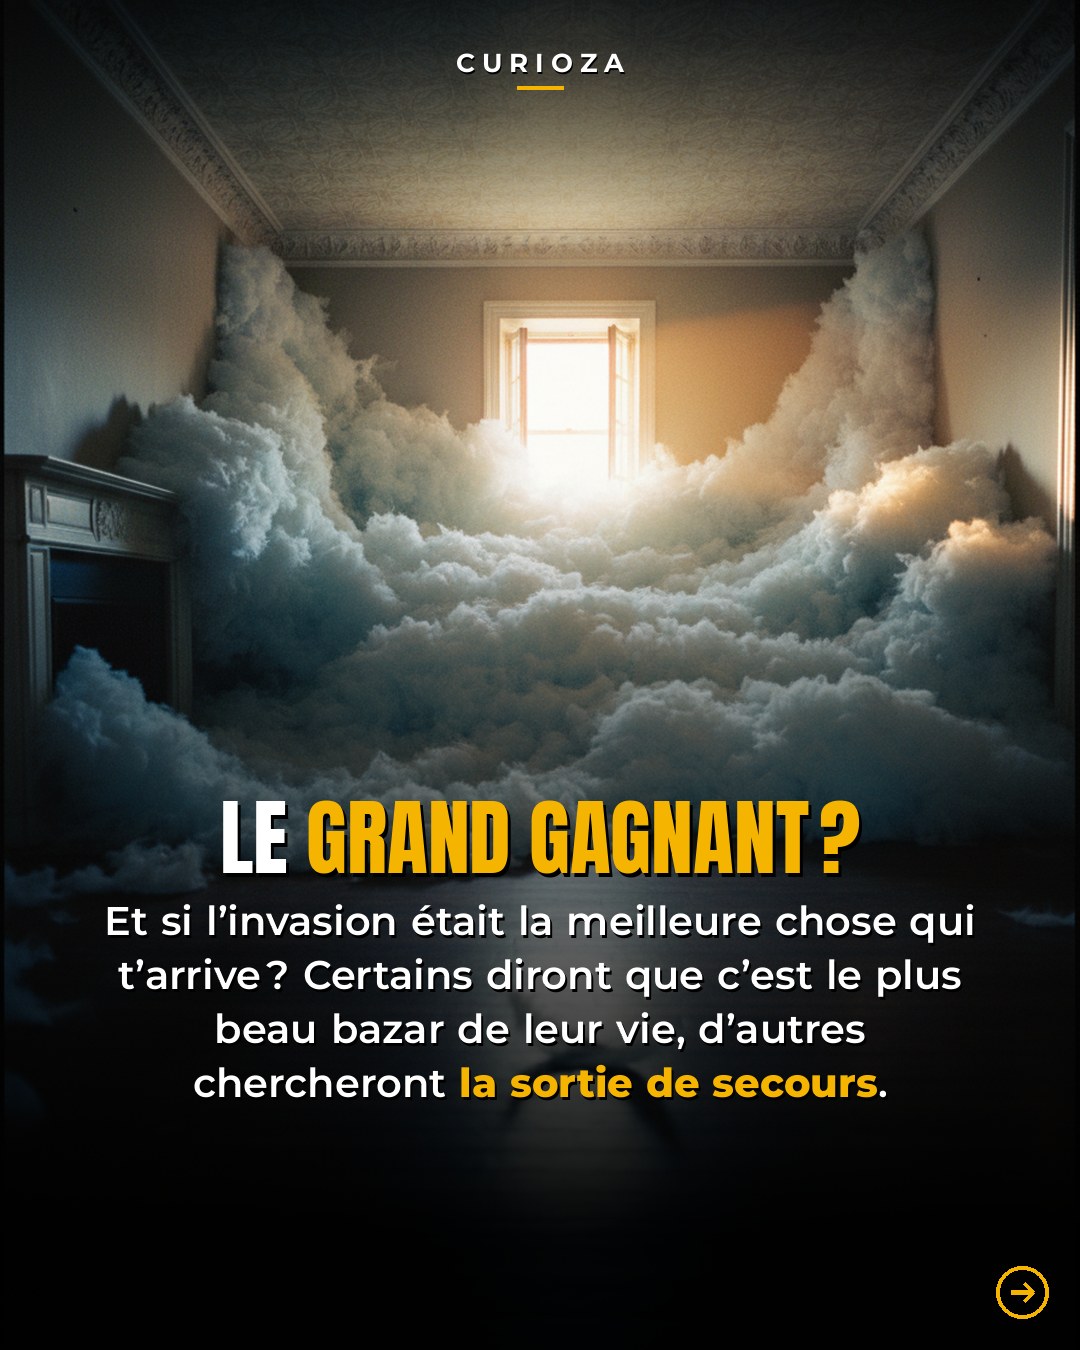 CURIOZA
LE GRAND GAGNANT ?
Et si l’invasion était la meilleure chose qui
t’arrive ? Certains diront que c’est le plus
beau bazar de leur vie, d’autres
chercheront la sortie de secours.